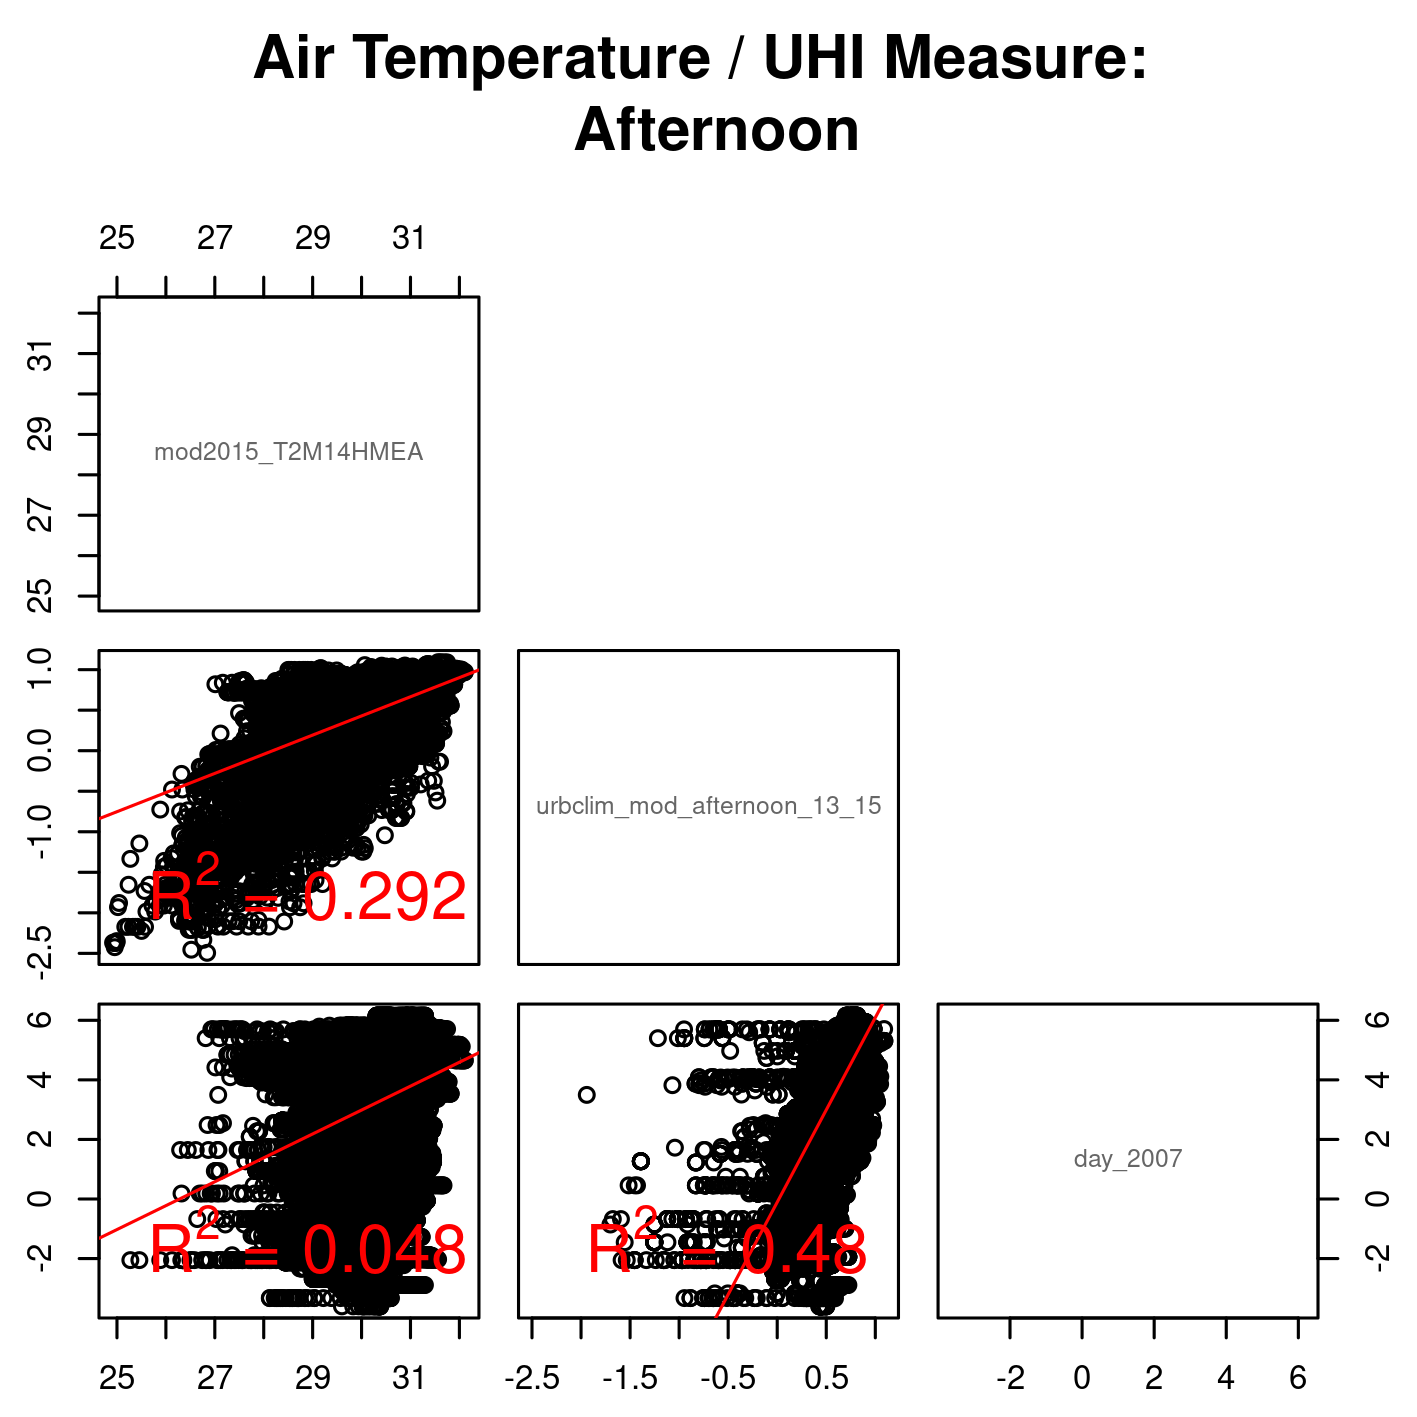 Air Temperature / UHI Measure:
Afternoon
25 27 29 31
31
29
27
25
mod2015_T2M14HMEA
1.0
0.0
-1.0
-2.5
R² = 0.292
urbclim_mod_afternoon_13_15
6
4
2
0
-2
R² = 0.048
R² = 0.48
day_2007
6
4
2
0
-2
25 27 29 31
-2.5 -1.5 -0.5 0.5
-2 0 2 4 6